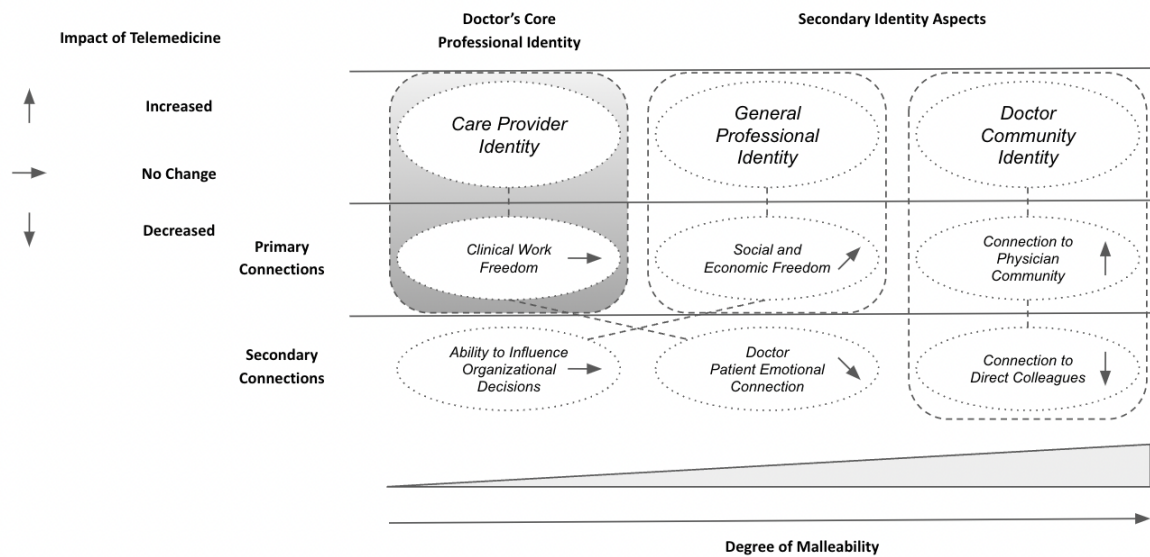 Impact of Telemedicine
Doctor's Core
Professional Identity
Secondary Identity Aspects
Increased
No Change
Decreased
Care Provider
Identity
General
Professional
Identity
Doctor
Community
Identity
Primary
Connections
Clinical Work
Freedom
Social and
Economic Freedom
Connection to
Physician
Community
Secondary
Connections
Ability to Influence
Organizational
Decisions
Doctor
Patient Emotional
Connection
Connection to
Direct Colleagues
Degree of Malleability